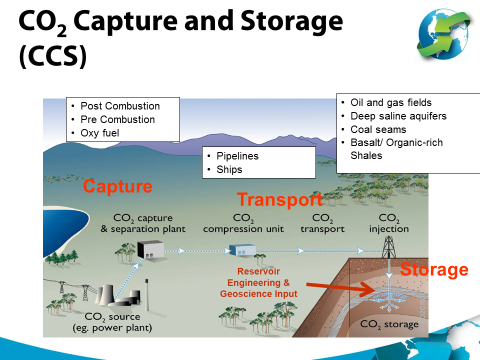 CO₂ Capture and Storage
(CCS)
• Post Combustion
• Pre Combustion
• Oxy fuel
• Pipelines
• Ships
• Oil and gas fields
• Deep saline aquifers
• Coal seams
• Basalt/ Organic-rich
Shales
Capture
Transport
CO₂ capture
& separation plant
CO₂
compression unit
CO₂
transport
CO₂
injection
Storage
Reservoir
Engineering &
Geoscience Input
CO₂ source
(eg. power plant)
CO₂ storage